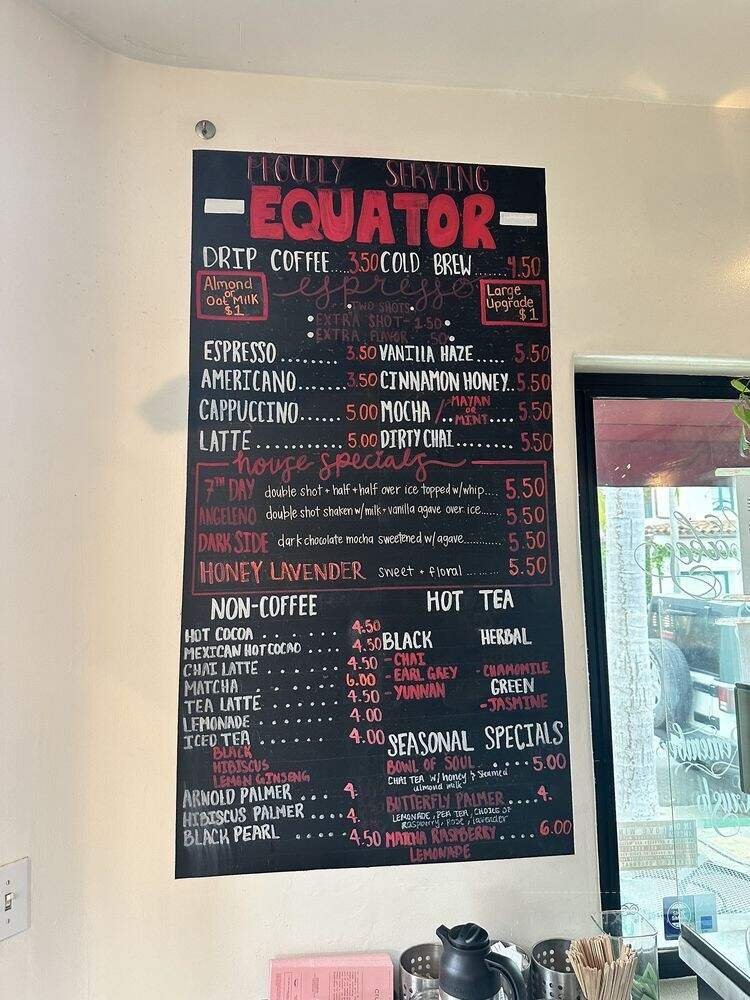 PROUDLY SERVING
EQUATOR
DRIP COFFEE....3.50 COLD BREW.......4.50
Almond
or
Oat Milk
$1
espresso
Large
Upgrade
$1
•TWO SHOTS•
•EXTRA SHOT-1.50•
•EXTRA FLAVOR .50•
ESPRESSO........ 3.50 VANILLA HAZE..... 5.50
AMERICANO.......3.50 CINNAMON HONEY..5.50
CAPPUCCINO......5.00 MOCHA /..MAYAN OR MINT.... 5.50
LATTE............5.00 DIRTY CHAI......... 5.50
house specials
7TH DAY double shot + half + half over ice topped w/whip.... 5.50
ANGELENO double shot shaken w/milk + vanilla agave over ice...... 5.50
DARK SIDE dark chocolate mocha sweetened w/ agave............ 5.50
HONEY LAVENDER sweet + floral ......... 5.50
NON-COFFEE
HOT COCOA ....... 4.50
MEXICAN HOT COCAO .... 4.50
CHAI LATTE ...... 4.50
MATCHA ....... 6.00
TEA LATTE ...... 4.50
LEMONADE ...... 4.00
ICED TEA ...... 4.00
BLACK
HIBISCUS
LEMON GINSENG
ARNOLD PALMER .... 4.
HIBISCUS PALMER .... 4.
BLACK PEARL ..... 4.50
HOT TEA
BLACK
- CHAI
- EARL GREY
- YUNNAN
HERBAL
- CHAMOMILE
GREEN
- JASMINE
SEASONAL SPECIALS
BOWL OF SOUL ..... 5.00
CHAI TEA w/honey & Steamed
almond milk
BUTTERFLY PALMER.... 4.
LEMONADE, PEA TEA, CHOICE OF
Raspberry, Rose, lavender
MATCHA RASPBERRY .... 6.00
LEMONADE